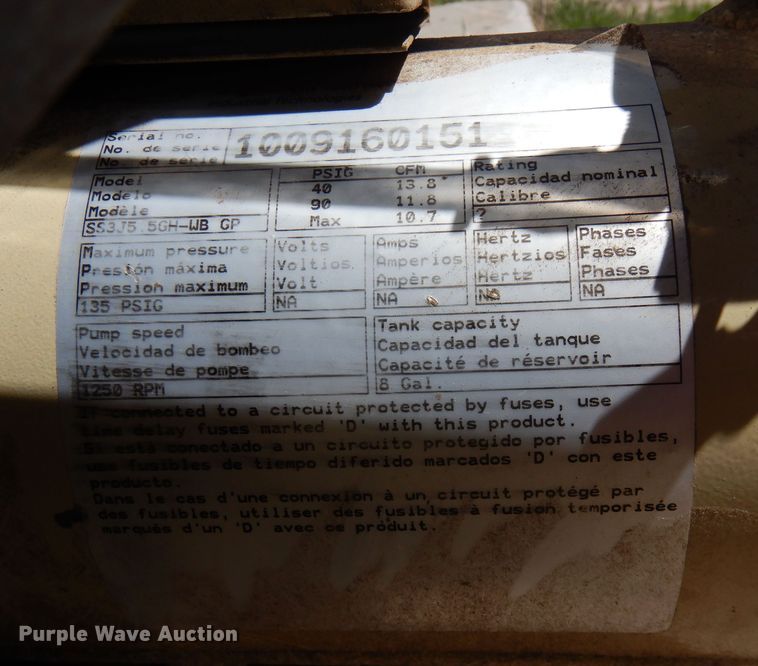 Industrial Technologies
Serial no.
No. de serie
No. de serie
1009160151
Model
Modelo
Modèle
SS3J5.5GH-WB GP
PSIG CFM
40 13.8
90 11.8
Max 10.7
Rating
Capacidad nominal
Calibre
?
Maximum pressure
Presión máxima
Pression maximum
135 PSIG
Volts
Voltios
Volt
NA
Amps
Amperios
Ampère
NA
Hertz
Hertzios
Hertz
NA
Phases
Fases
Phases
NA
Pump speed
Velocidad de bombeo
Vitesse de pompe
1250 RPM
Tank capacity
Capacidad del tanque
Capacité de réservoir
8 Gal.
If connected to a circuit protected by fuses, use
time delay fuses marked 'D' with this product.
Si está conectado a un circuito protegido por fusibles,
use fusibles de tiempo diferido marcados 'D' con este
producto.
Dans le cas d'une connexion à un circuit protégé par
des fusibles, utiliser des fusibles à fusion temporisée
marqués d'un 'D' avec ce produit.
Purple Wave Auction